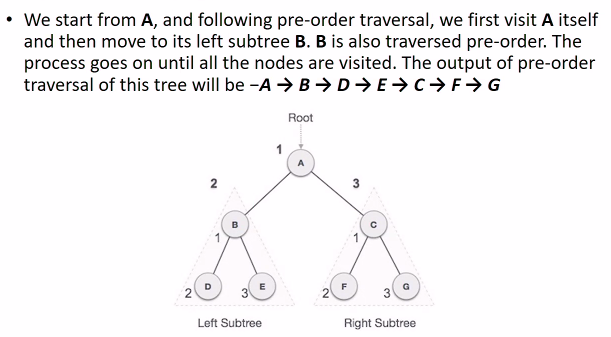 • We start from A, and following pre-order traversal, we first visit A itself
and then move to its left subtree B. B is also traversed pre-order. The
process goes on until all the nodes are visited. The output of pre-order
traversal of this tree will be −A → B → D → E → C → F → G
Root
1
A
2
3
B
C
1
1
D
E
F
G
2
3
2
3
Left Subtree
Right Subtree